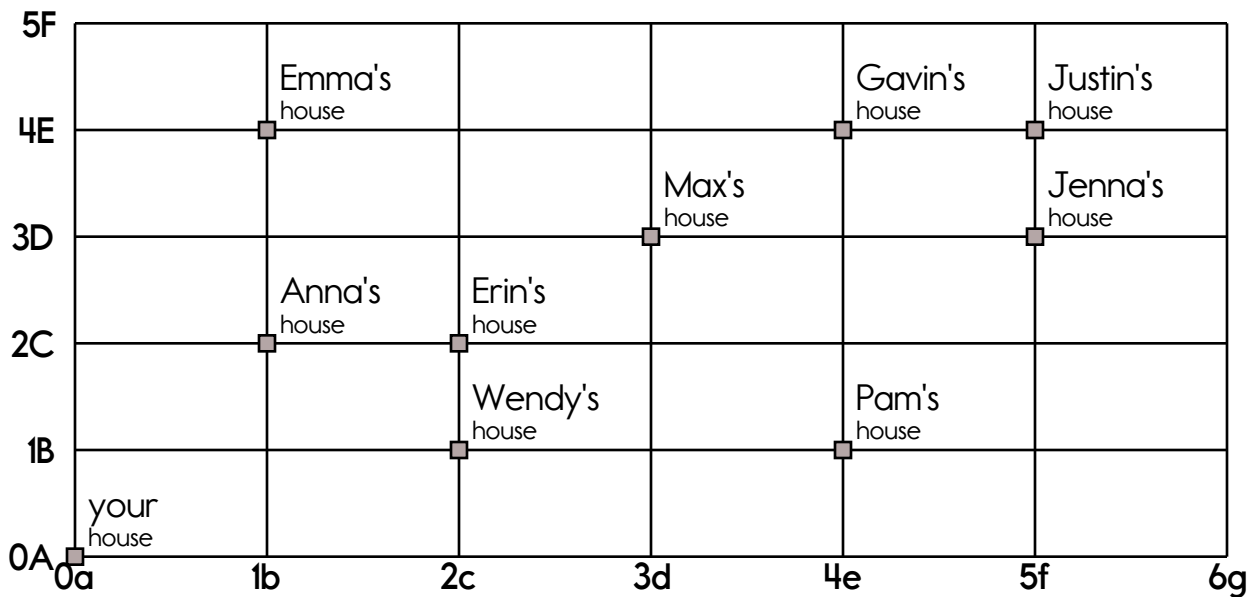 5F
Emma's
house
Gavin's
house
Justin's
house
4E
Max's
house
Jenna's
house
3D
Anna's
house
Erin's
house
2C
Wendy's
house
Pam's
house
1B
your
house
0A
0a 1b 2c 3d 4e 5f 6g